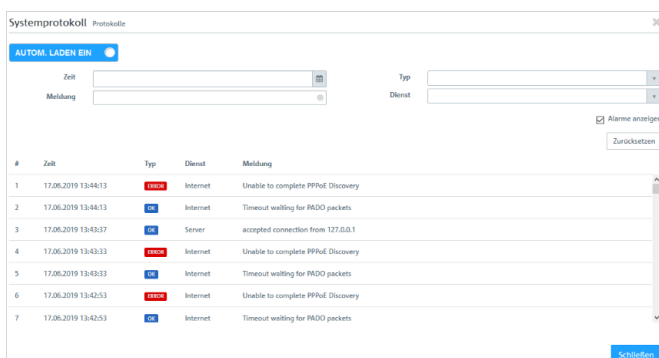 Systemprotokoll Protokolle
AUTOM. LADEN EIN
Zeit
Typ
Meldung
Dienst
Alarme anzeigen
Zurücksetzen
# Zeit Typ Dienst Meldung
1 17.06.2019 13:44:13 ERROR Internet Unable to complete PPPoE Discovery
2 17.06.2019 13:44:13 OK Internet Timeout waiting for PADO packets
3 17.06.2019 13:43:37 OK Server accepted connection from 127.0.0.1
4 17.06.2019 13:43:33 ERROR Internet Unable to complete PPPoE Discovery
5 17.06.2019 13:43:33 OK Internet Timeout waiting for PADO packets
6 17.06.2019 13:42:53 ERROR Internet Unable to complete PPPoE Discovery
7 17.06.2019 13:42:53 OK Internet Timeout waiting for PADO packets
Schließen